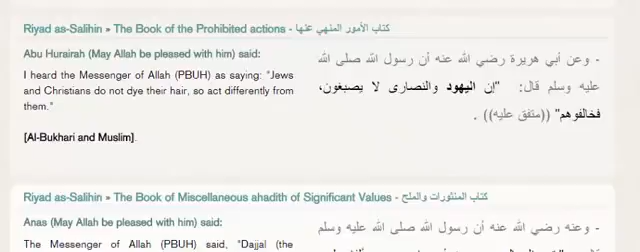 Riyad as-Salihin » The Book of the Prohibited actions - كتاب الأمور المنهي عنها
Abu Hurairah (May Allah be pleased with him) said:
I heard the Messenger of Allah (PBUH) as saying: "Jews
and Christians do not dye their hair, so act differently from
them."
[Al-Bukhari and Muslim].
- وعن أبي هريرة رضي الله عنه أن رسول الله صلى الله
عليه وسلم قال: "إن اليهود والنصارى لا يصبغون،
فخالفوهم" ((متفق عليه)) .
Riyad as-Salihin » The Book of Miscellaneous ahadith of Significant Values - كتاب المنثورات والملح
Anas (May Allah be pleased with him) said:
The Messenger of Allah (PBUH) said, "Dajjal (the
- وعنه رضي الله عنه أن رسول الله صلى الله عليه وسلم